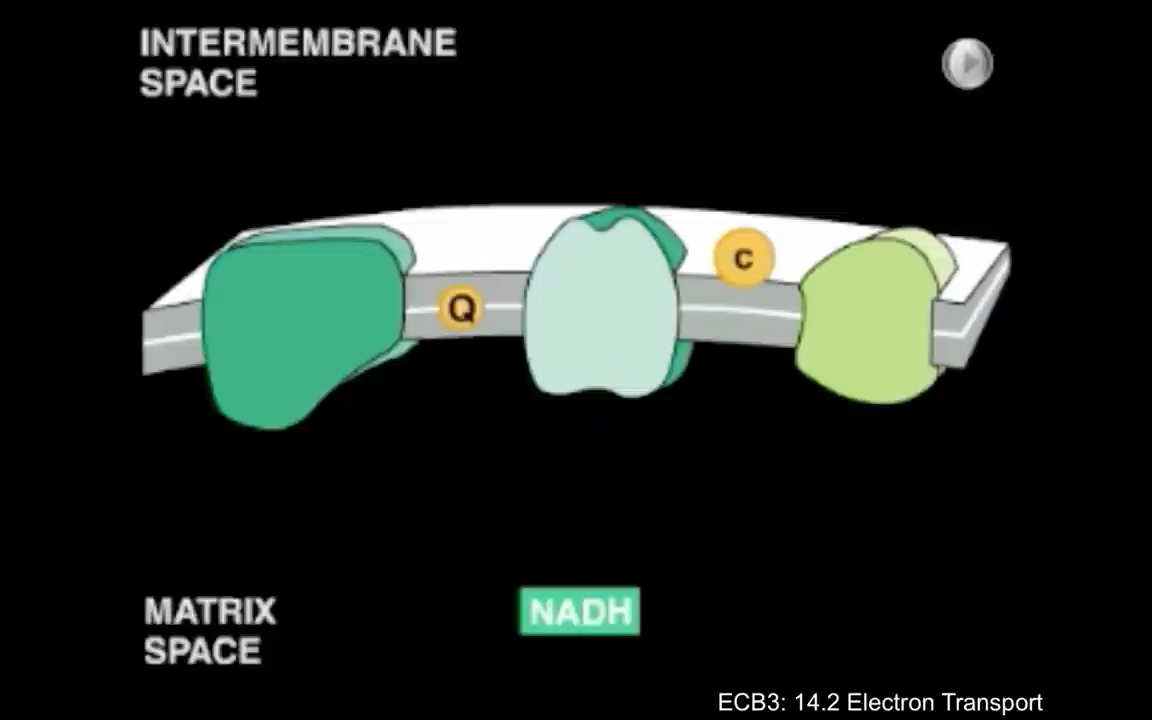 INTERMEMBRANE
SPACE
Q
c
MATRIX
SPACE
NADH
ECB3: 14.2 Electron Transport